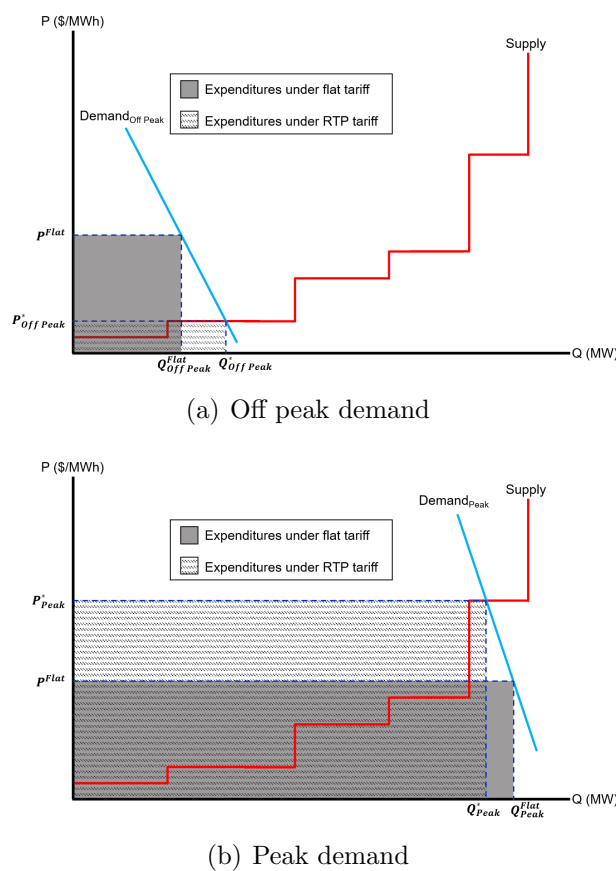 P ($/MWh)
Supply
Expenditures under flat tariff
Demand_Off Peak
Expenditures under RTP tariff
P^Flat
P*_Off Peak
Q (MW)
Q^Flat_Off Peak
Q*_Off Peak
(a) Off peak demand
P ($/MWh)
Supply
Demand_Peak
Expenditures under flat tariff
Expenditures under RTP tariff
P*_Peak
P^Flat
Q (MW)
Q*_Peak
Q^Flat_Peak
(b) Peak demand